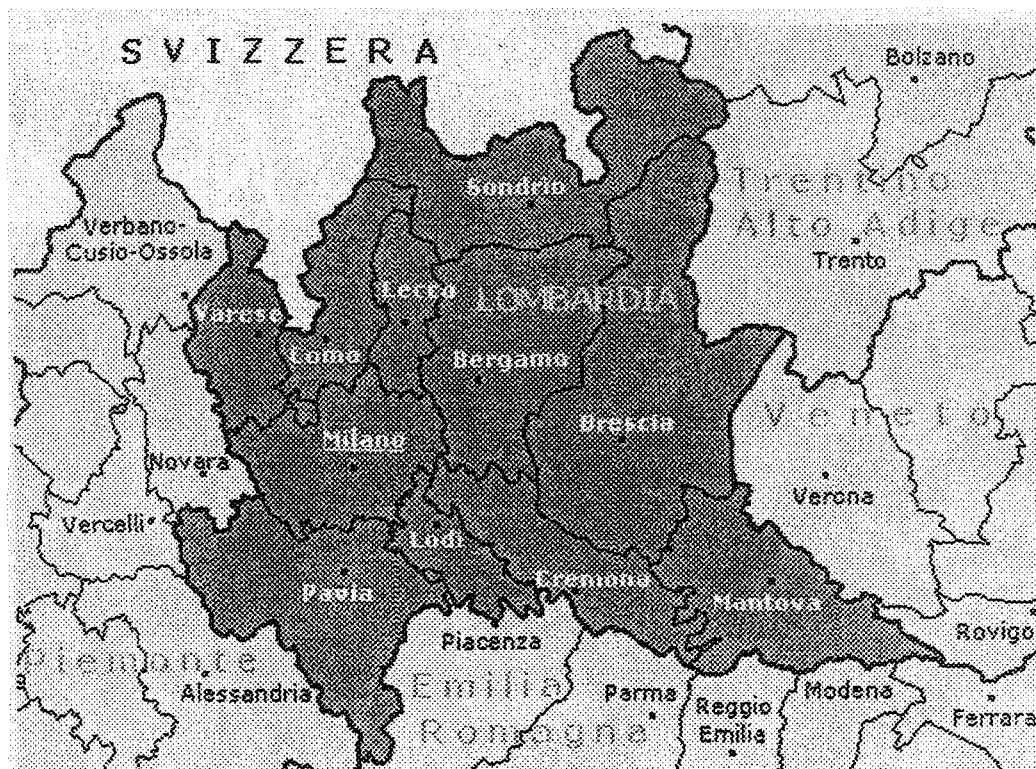 SVIZZERA
Bolzano
Sondrio
Trentino
Alto Adige
Verbano-
Cusio-Ossola
Trento
Lecco
LOMBARDIA
Varese
Como
Bergamo
Veneto
Brescia
Milano
Novara
Verona
Vercelli
Lodi
Cremona
Pavia
Mantova
Piacenza
Rovigo
Piemonte
Alessandria
Emilia
Romagna
Parma
Reggio
Emilia
Modena
Ferrara